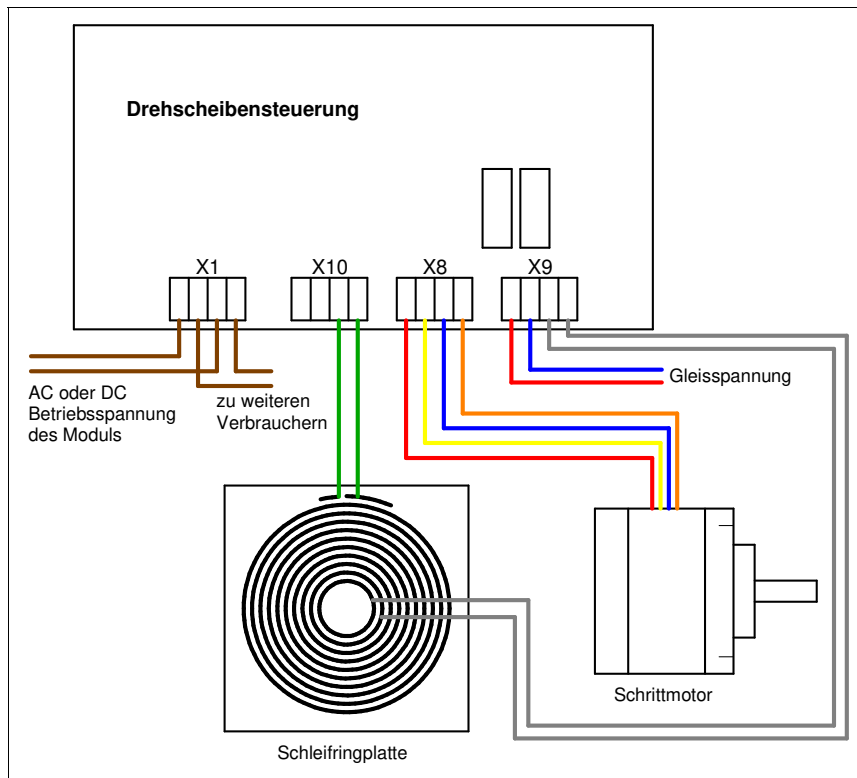 Drehscheibensteuerung
X1
X10
X8
X9
AC oder DC
Betriebsspannung
des Moduls
zu weiteren
Verbrauchern
Gleisspannung
Schrittmotor
Schleifringplatte